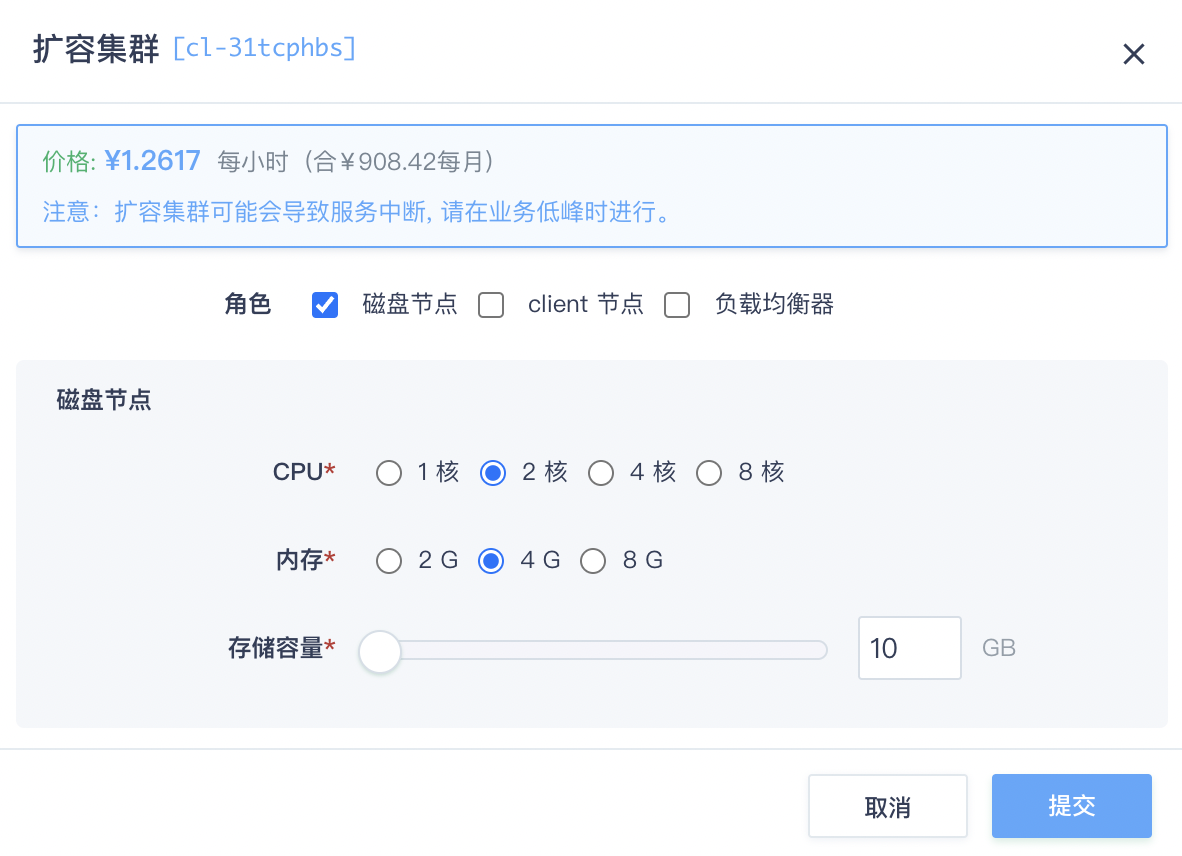 扩容集群 [cl-31tcphbs]
价格: ¥1.2617 每小时（合￥908.42每月）
注意：扩容集群可能会导致服务中断, 请在业务低峰时进行。
角色 磁盘节点 client 节点 负载均衡器
磁盘节点
CPU* 1 核 2 核 4 核 8 核
内存* 2 G 4 G 8 G
存储容量* 10 GB
取消 提交